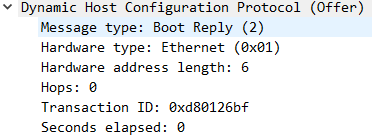 Dynamic Host Configuration Protocol (Offer)
Message type: Boot Reply (2)
Hardware type: Ethernet (0x01)
Hardware address length: 6
Hops: 0
Transaction ID: 0xd80126bf
Seconds elapsed: 0